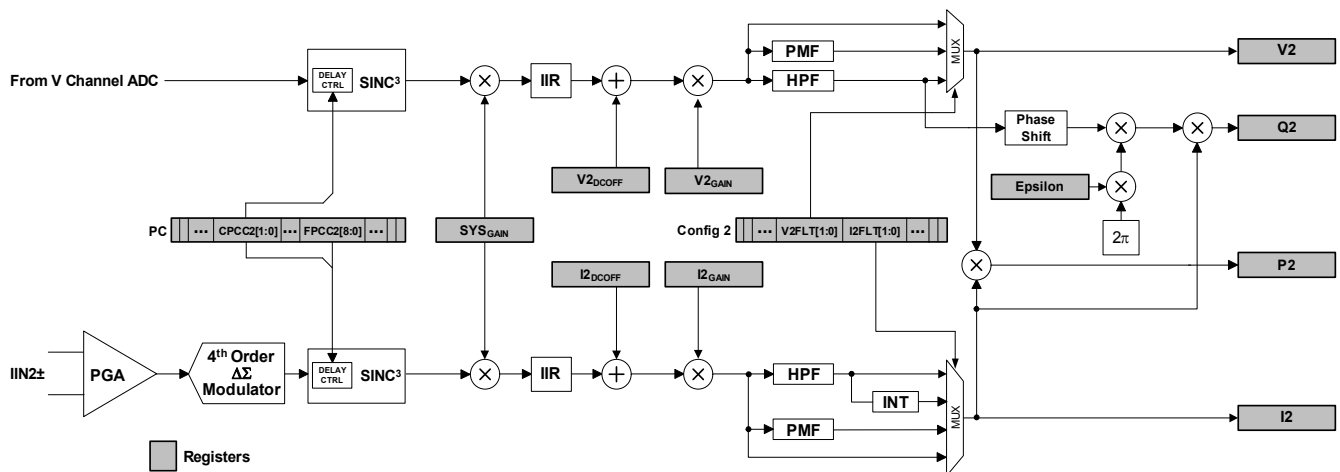 From V Channel ADC
DELAY
CTRL
SINC³
IIR
PMF
HPF
MUX
V2
Phase
Shift
Q2
V2DCOFF
V2GAIN
Epsilon
2π
PC
...
CPCC2[1:0]
...
FPCC2[8:0]
...
SYSGAIN
Config 2
...
V2FLT[1:0]
I2FLT[1:0]
...
P2
I2DCOFF
I2GAIN
IIN2±
PGA
4th Order
ΔΣ
Modulator
DELAY
CTRL
SINC³
IIR
HPF
INT
PMF
MUX
I2
Registers